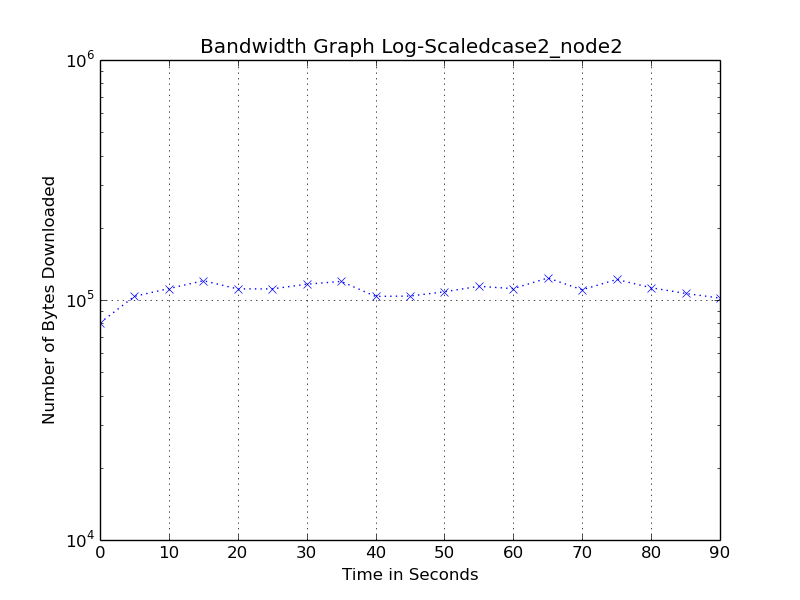 Bandwidth Graph Log-Scaledcase2_node2
10^6
10^5
10^4
Number of Bytes Downloaded
0 10 20 30 40 50 60 70 80 90
Time in Seconds